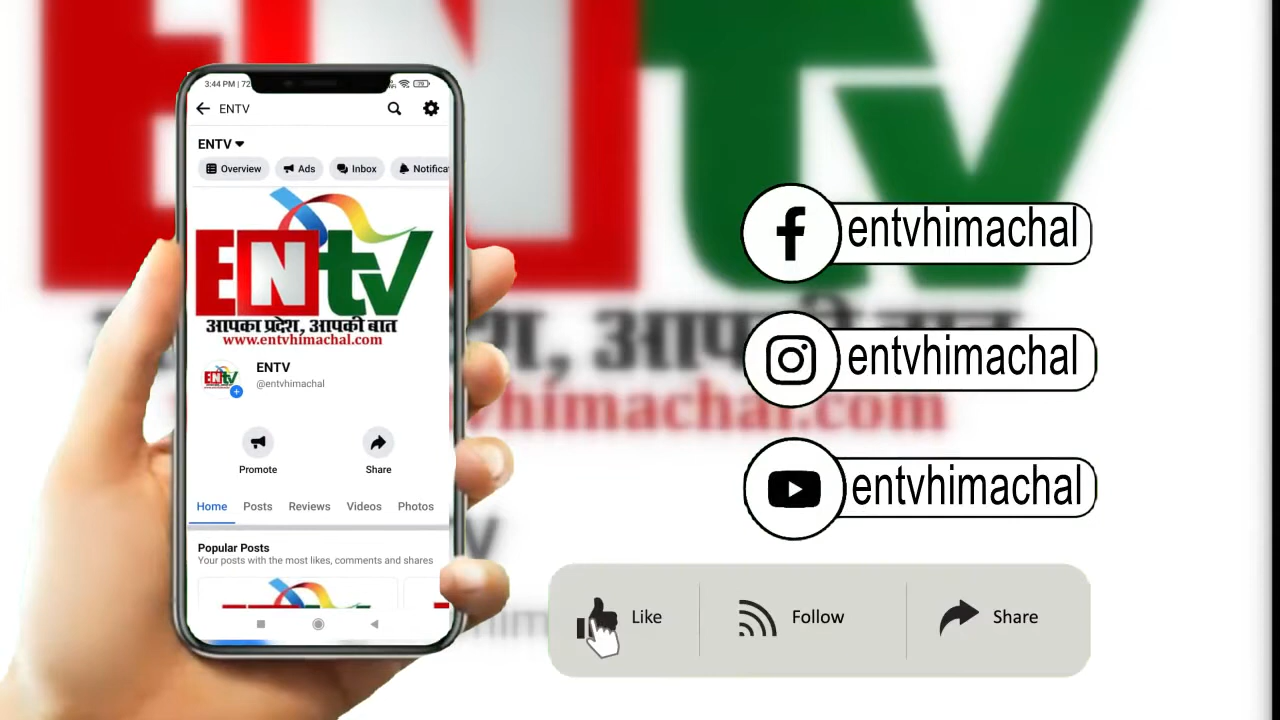 3:44 PM | 72
ENTV
ENTV
Overview
Ads
Inbox
Notifica
ENtv
आपका प्रदेश, आपकी बात
www.entvhimachal.com
ENTV
@entvhimachal
Promote
Share
Home
Posts
Reviews
Videos
Photos
Popular Posts
Your posts with the most likes, comments and shares
entvhimachal
entvhimachal
entvhimachal
Like
Follow
Share